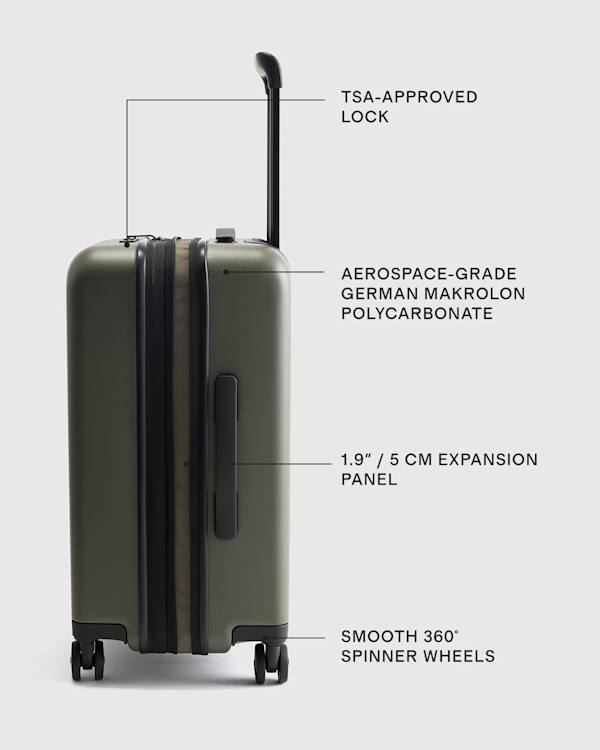 TSA-APPROVED
LOCK
AEROSPACE-GRADE
GERMAN MAKROLON
POLYCARBONATE
1.9" / 5 CM EXPANSION
PANEL
SMOOTH 360°
SPINNER WHEELS